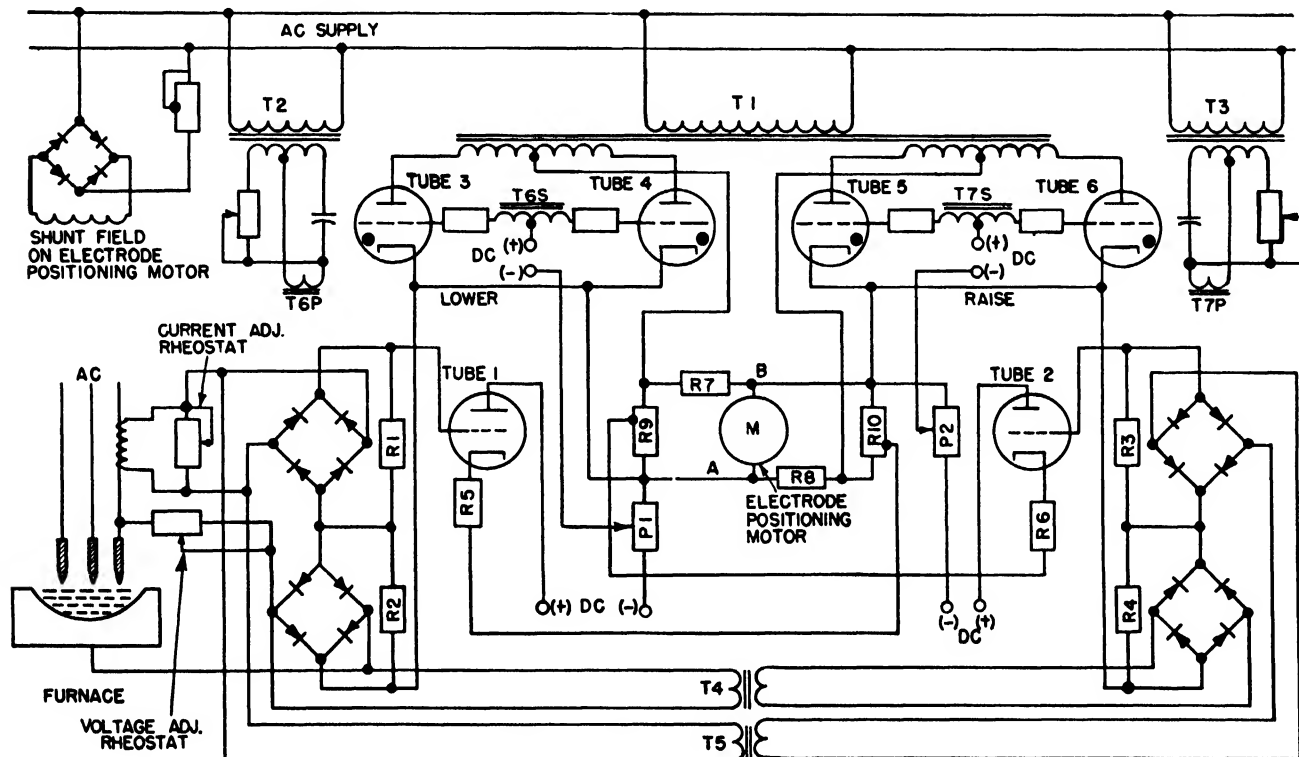 AC SUPPLY
T2
T1
T3
TUBE 3
T6S
TUBE 4
TUBE 5
T7S
TUBE 6
DC (+)
(-)
(+)
DC
(-)
SHUNT FIELD
ON ELECTRODE
POSITIONING MOTOR
T6P
LOWER
RAISE
T7P
CURRENT ADJ.
RHEOSTAT
AC
TUBE 1
R7
B
TUBE 2
R1
R9
M
R10
P2
R3
A
R8
R5
P1
ELECTRODE
POSITIONING
MOTOR
R6
R2
(+) DC (-)
(-) DC (+)
R4
FURNACE
T4
VOLTAGE ADJ.
RHEOSTAT
T5